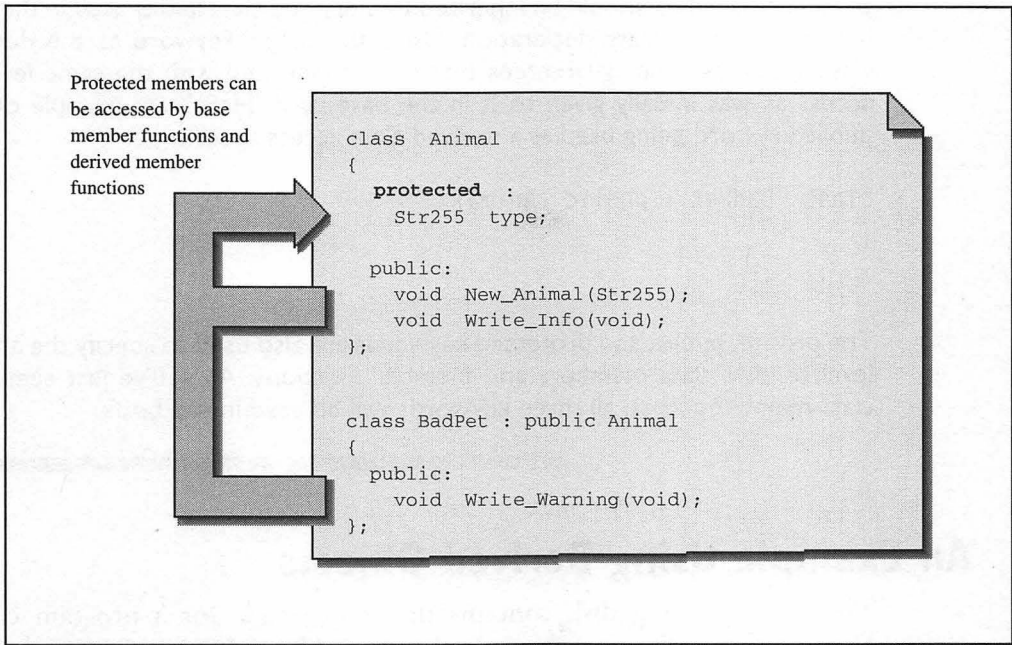 Protected members can
be accessed by base
member functions and
derived member
functions
class Animal
{
protected :
Str255 type;
public:
void New_Animal(Str255);
void Write_Info(void);
};
class BadPet : public Animal
{
public:
void Write_Warning(void);
};